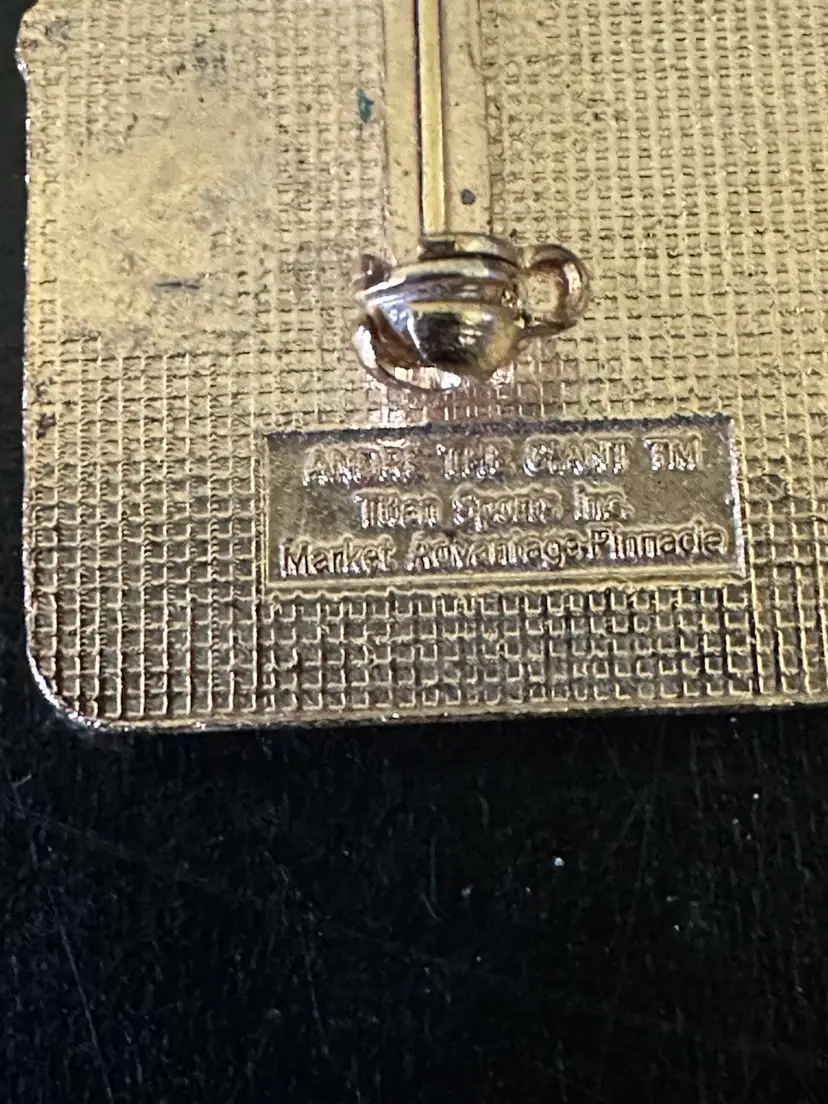 ANDRE THE GIANT TM
Titan Sports Inc.
Market Advantage,Pinnacle